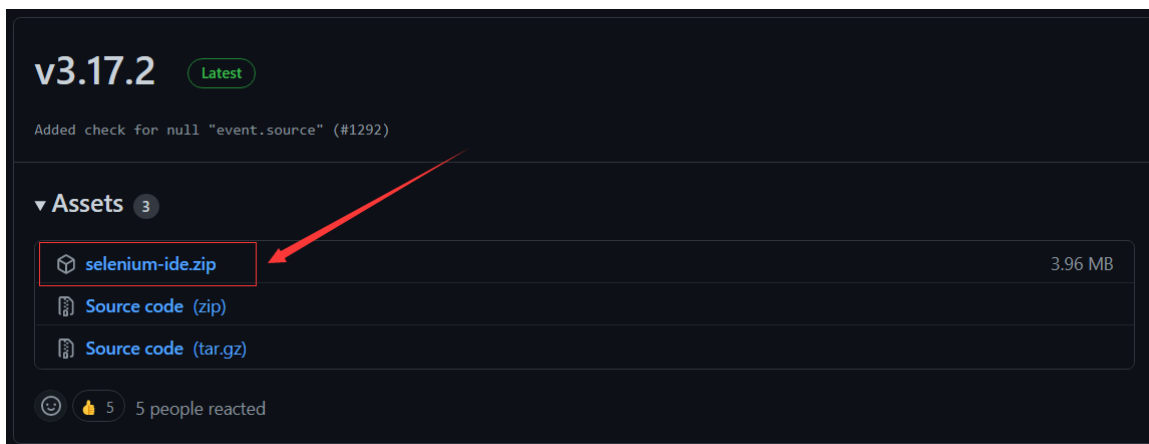 v3.17.2 Latest
Added check for null "event.source" (#1292)
▾ Assets 3
selenium-ide.zip 3.96 MB
Source code (zip)
Source code (tar.gz)
👍 5 5 people reacted